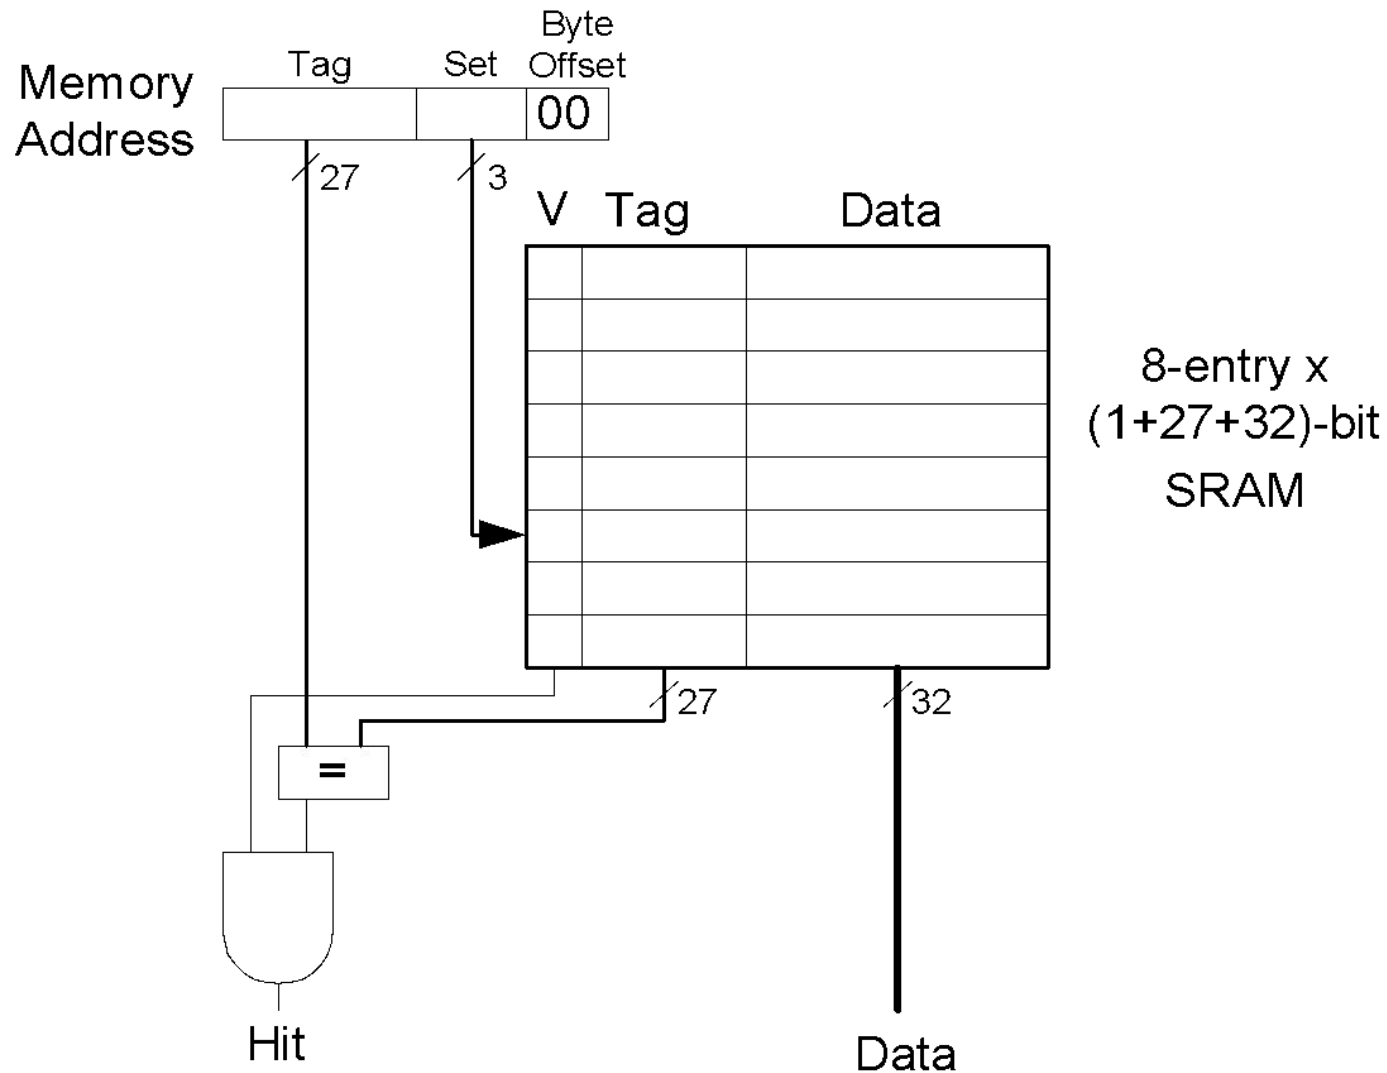 Byte
Tag Set Offset
Memory
Address
00
27
3
V Tag Data
8-entry x
(1+27+32)-bit
SRAM
27
32
=
Hit
Data